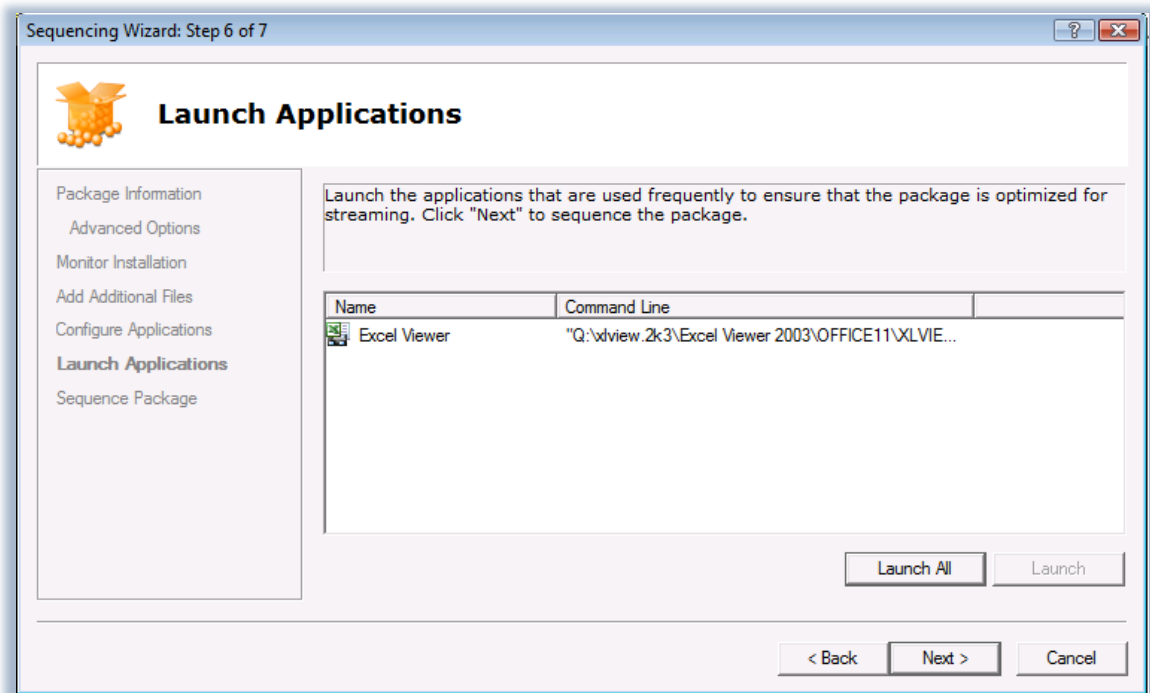 Sequencing Wizard: Step 6 of 7
Launch Applications
Package Information
Advanced Options
Monitor Installation
Add Additional Files
Configure Applications
Launch Applications
Sequence Package
Launch the applications that are used frequently to ensure that the package is optimized for
streaming. Click "Next" to sequence the package.
Name Command Line
Excel Viewer "Q:\xlview.2k3\Excel Viewer 2003\OFFICE11\XLVIE...
Launch All Launch
< Back Next > Cancel